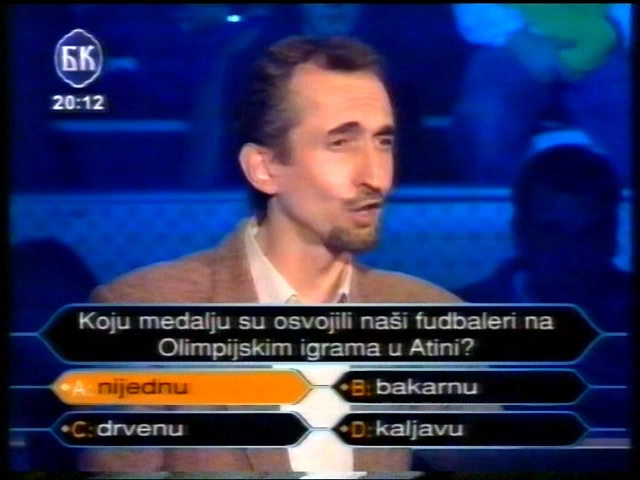 БК
20:12
Koju medalju su osvojili naši fudbaleri na
Olimpijskim igrama u Atini?
A: nijednu
B: bakarnu
C: drvenu
D: kaljavu